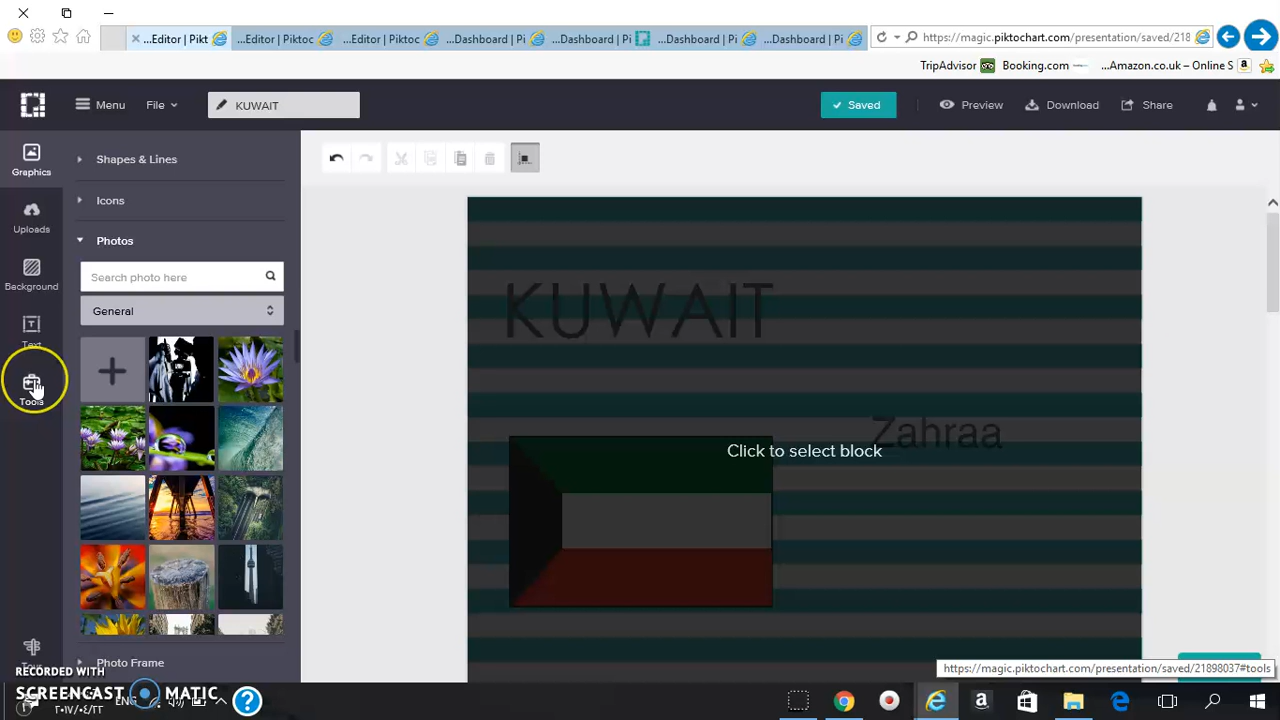 ...Editor | Pikt
...Editor | Piktoc
...Editor | Piktoc
...Dashboard | Pi
...Dashboard | Pi
...Dashboard | Pi
...Dashboard | Pi
https://magic.piktochart.com/presentation/saved/218
TripAdvisor
Booking.com
...Amazon.co.uk – Online S
Menu
File
KUWAIT
Saved
Preview
Download
Share
Graphics
Uploads
Background
Text
Tools
Shapes & Lines
Icons
Photos
Search photo here
General
Photo Frame
KUWAIT
Zahraa
Click to select block
https://magic.piktochart.com/presentation/saved/21898037#tools
RECORDED WITH
SCREENCAST MATIC
ENG
٢٠١٧/٠٤/٢٢